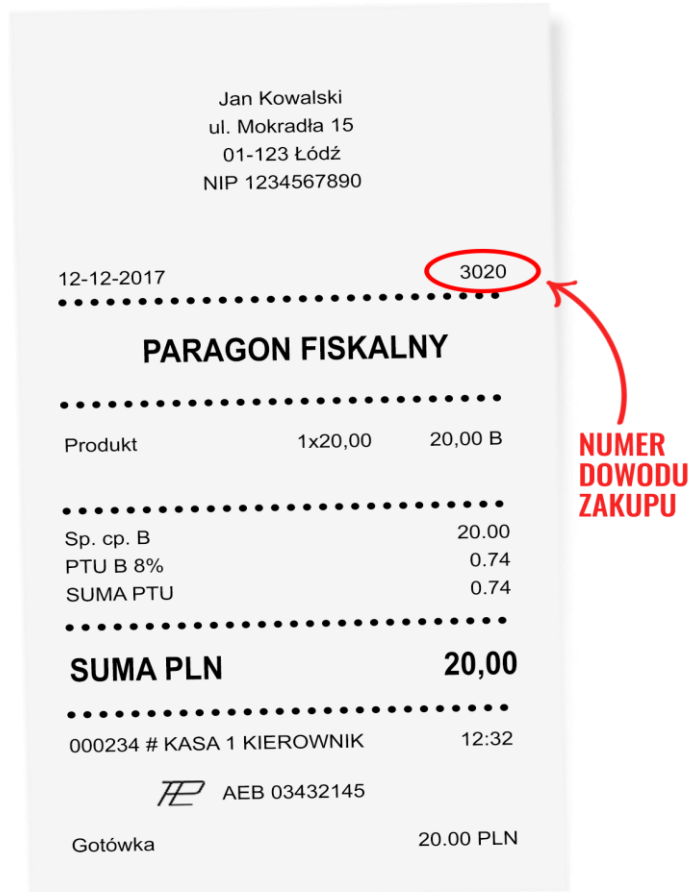 Jan Kowalski
ul. Mokradła 15
01-123 Łódź
NIP 1234567890
12-12-2017 3020
PARAGON FISKALNY
Produkt 1x20,00 20,00 B
Sp. cp. B 20.00
PTU B 8% 0.74
SUMA PTU 0.74
SUMA PLN 20,00
000234 # KASA 1 KIEROWNIK 12:32
AEB 03432145
Gotówka 20.00 PLN
NUMER
DOWODU
ZAKUPU